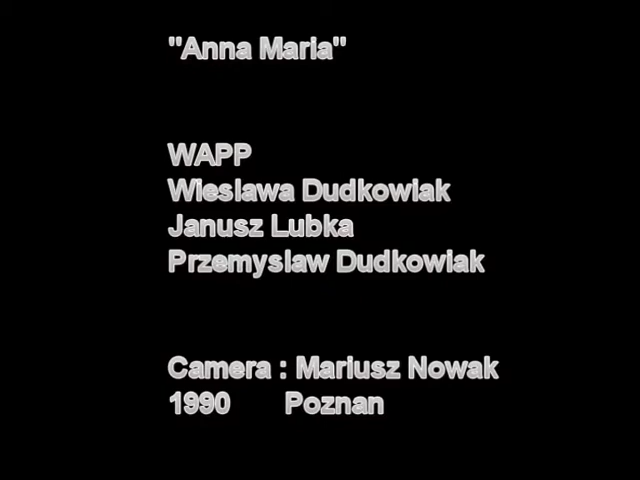 "Anna Maria"
WAPP
Wieslawa Dudkowiak
Janusz Lubka
Przemyslaw Dudkowiak
Camera : Mariusz Nowak
1990 Poznan